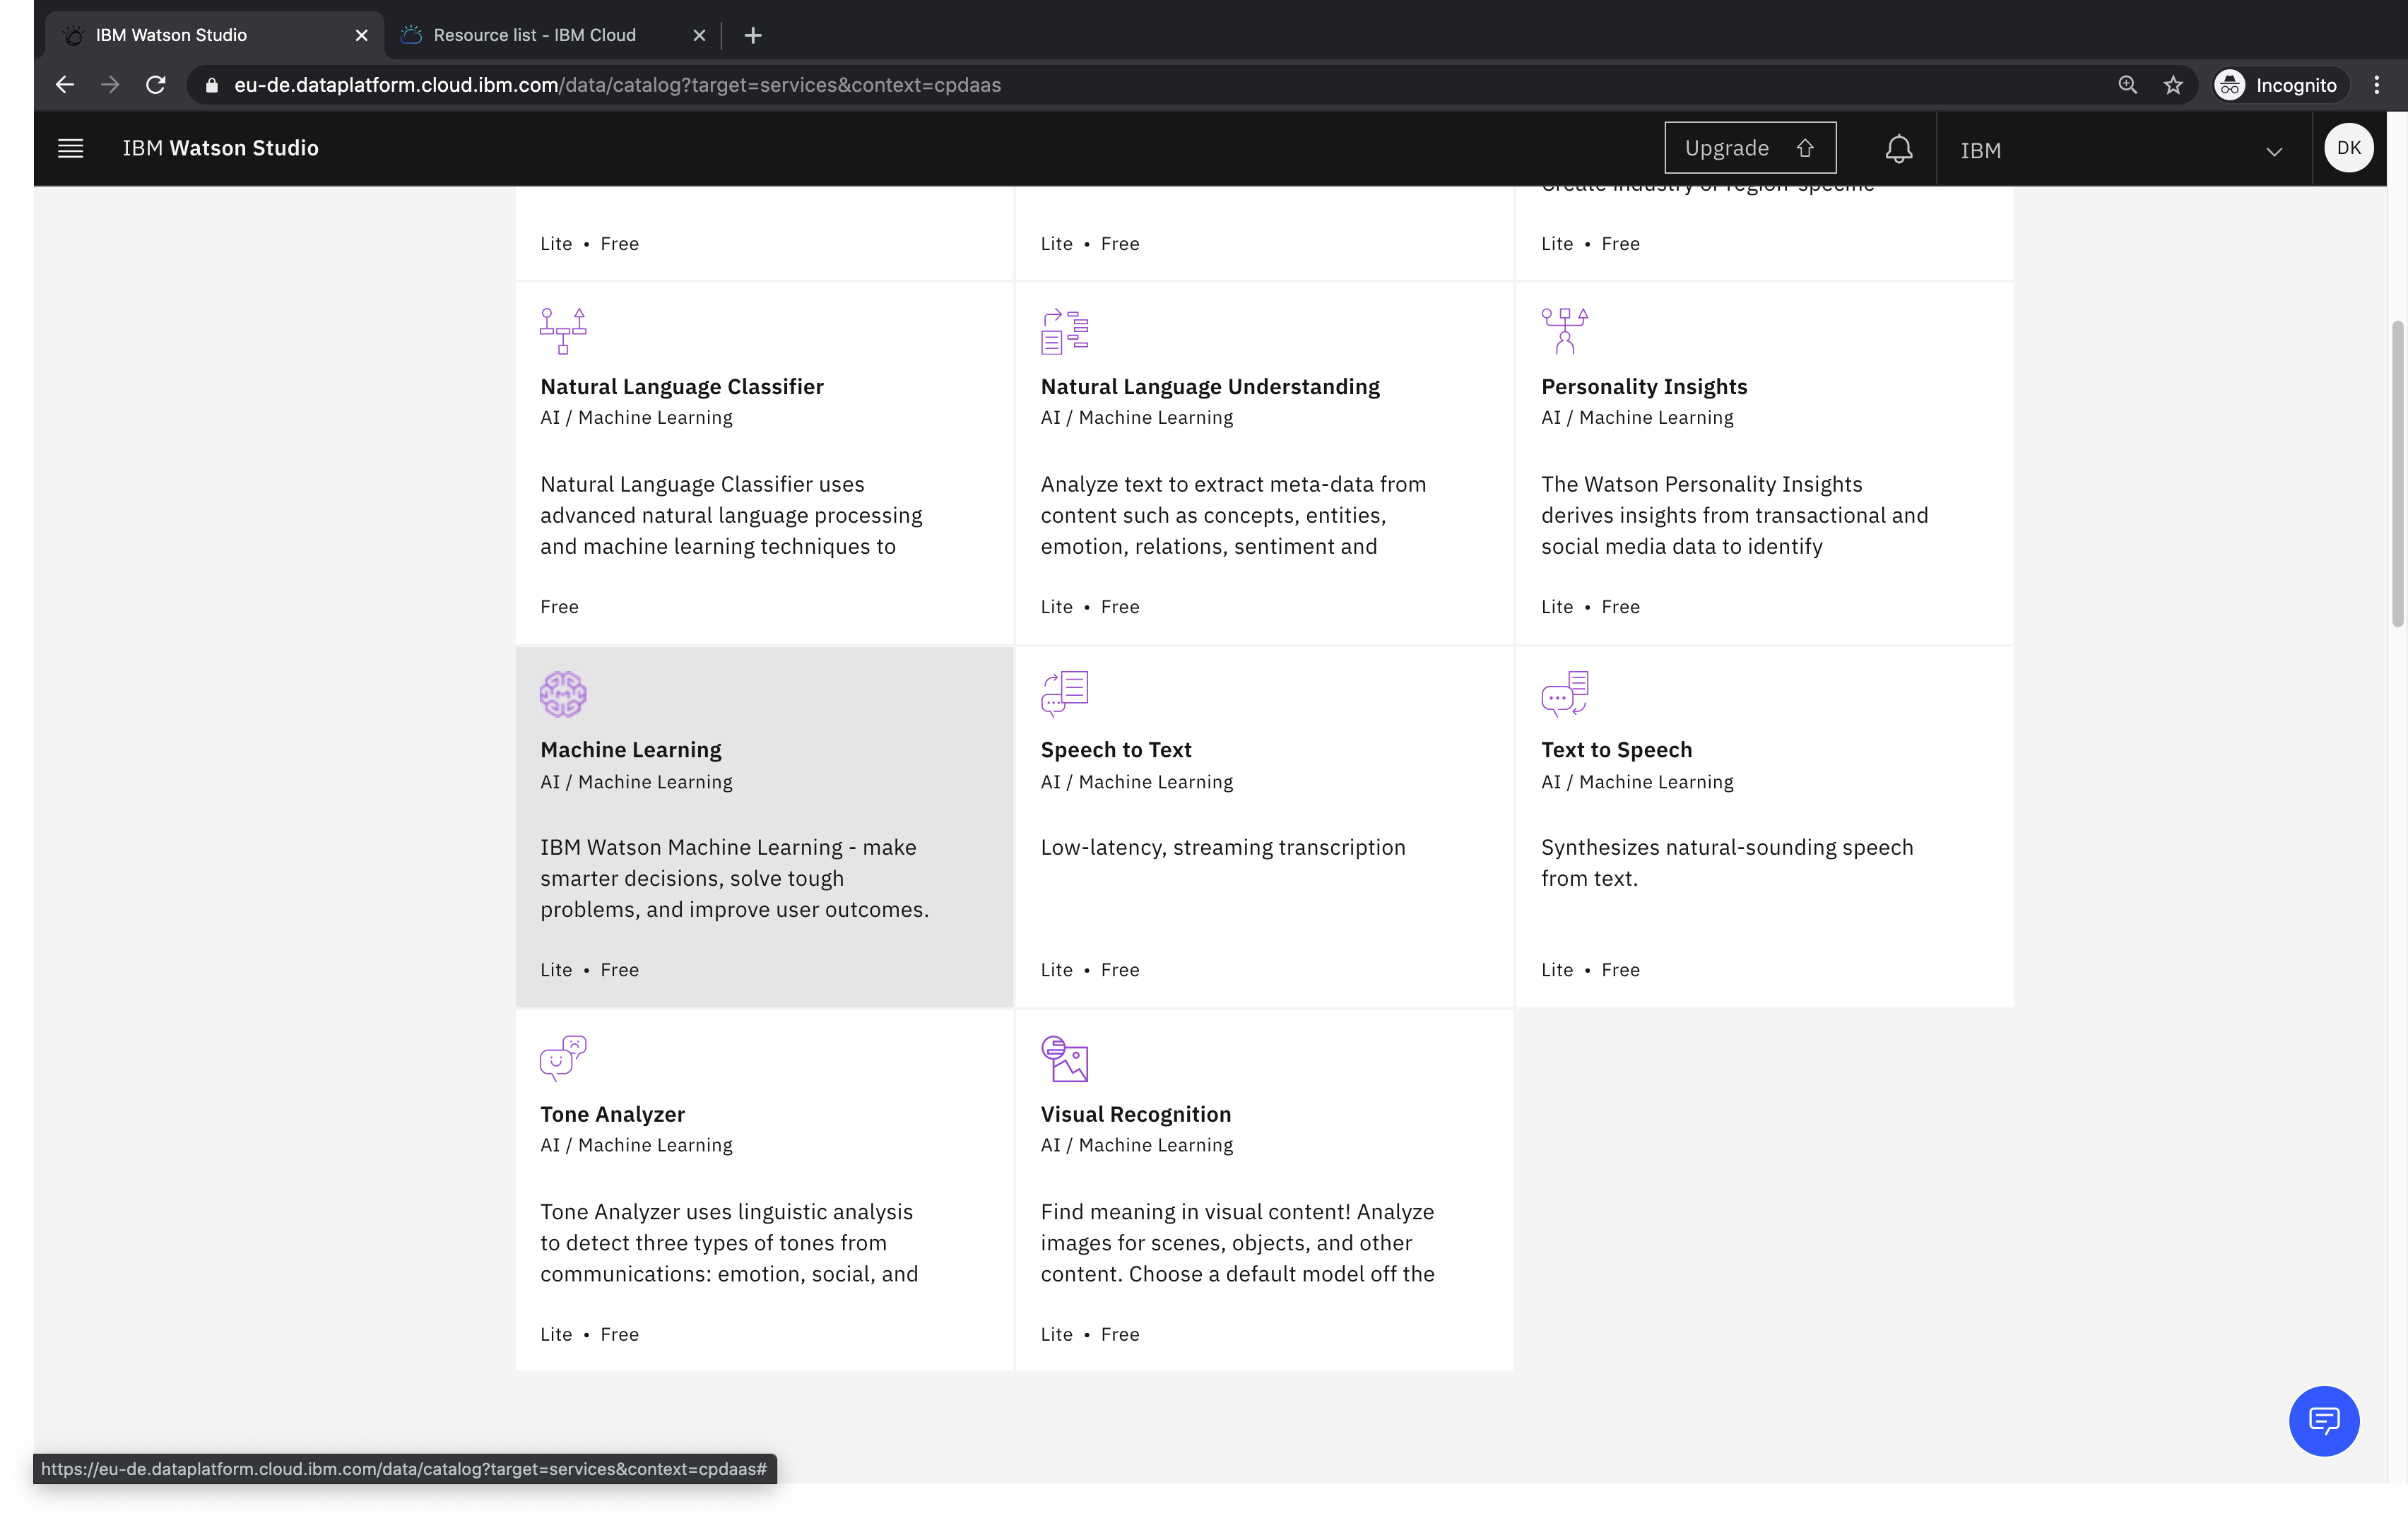 IBM Watson Studio
Resource list - IBM Cloud
eu-de.dataplatform.cloud.ibm.com/data/catalog?target=services&context=cpdaas
Incognito
IBM Watson Studio
Upgrade
IBM
DK
Create industry or region-specific
Lite • Free
Lite • Free
Lite • Free
Natural Language Classifier
AI / Machine Learning
Natural Language Classifier uses
advanced natural language processing
and machine learning techniques to
Free
Natural Language Understanding
AI / Machine Learning
Analyze text to extract meta-data from
content such as concepts, entities,
emotion, relations, sentiment and
Lite • Free
Personality Insights
AI / Machine Learning
The Watson Personality Insights
derives insights from transactional and
social media data to identify
Lite • Free
Machine Learning
AI / Machine Learning
IBM Watson Machine Learning - make
smarter decisions, solve tough
problems, and improve user outcomes.
Lite • Free
Speech to Text
AI / Machine Learning
Low-latency, streaming transcription
Lite • Free
Text to Speech
AI / Machine Learning
Synthesizes natural-sounding speech
from text.
Lite • Free
Tone Analyzer
AI / Machine Learning
Tone Analyzer uses linguistic analysis
to detect three types of tones from
communications: emotion, social, and
Lite • Free
Visual Recognition
AI / Machine Learning
Find meaning in visual content! Analyze
images for scenes, objects, and other
content. Choose a default model off the
Lite • Free
https://eu-de.dataplatform.cloud.ibm.com/data/catalog?target=services&context=cpdaas#